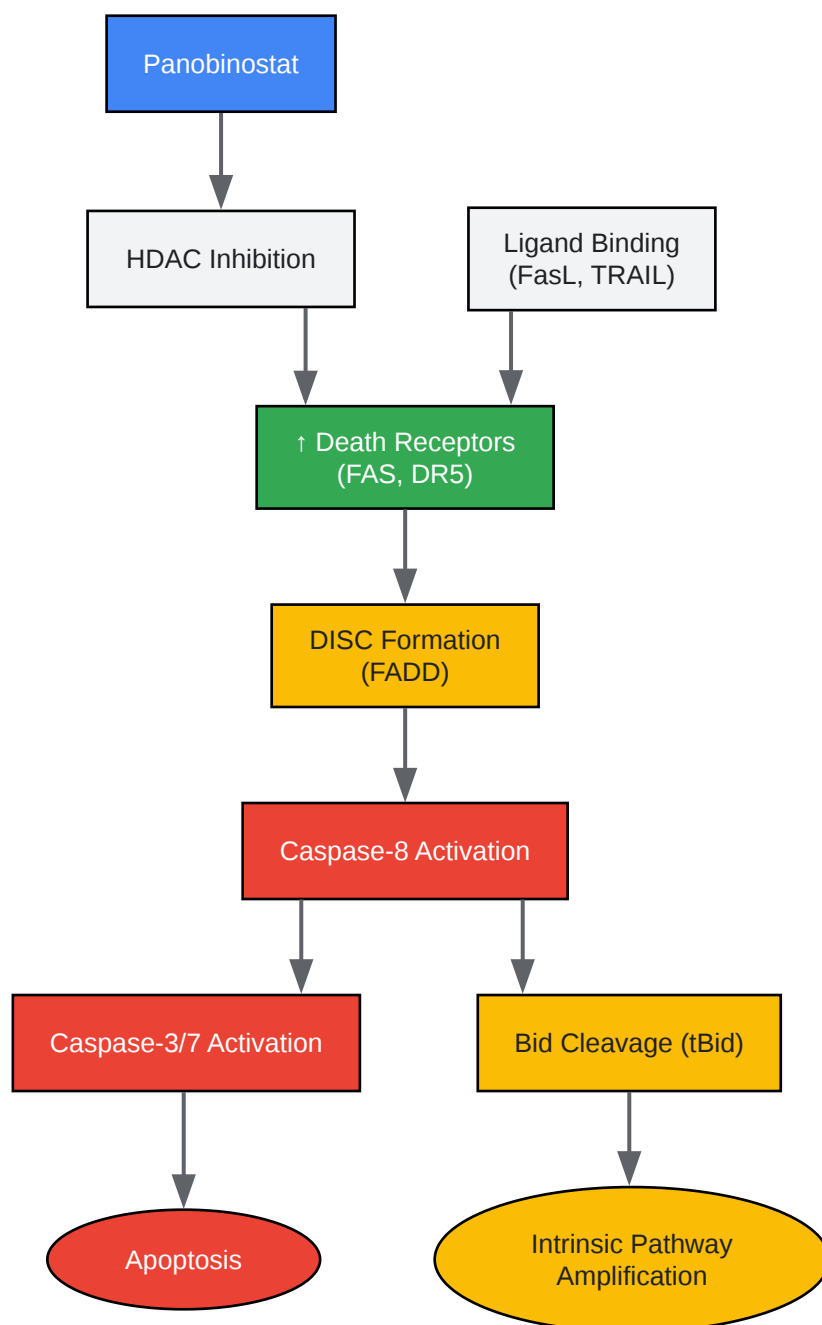 Panobinostat
HDAC Inhibition
Ligand Binding
(FasL, TRAIL)
↑ Death Receptors
(FAS, DR5)
DISC Formation
(FADD)
Caspase-8 Activation
Caspase-3/7 Activation
Bid Cleavage (tBid)
Apoptosis
Intrinsic Pathway
Amplification